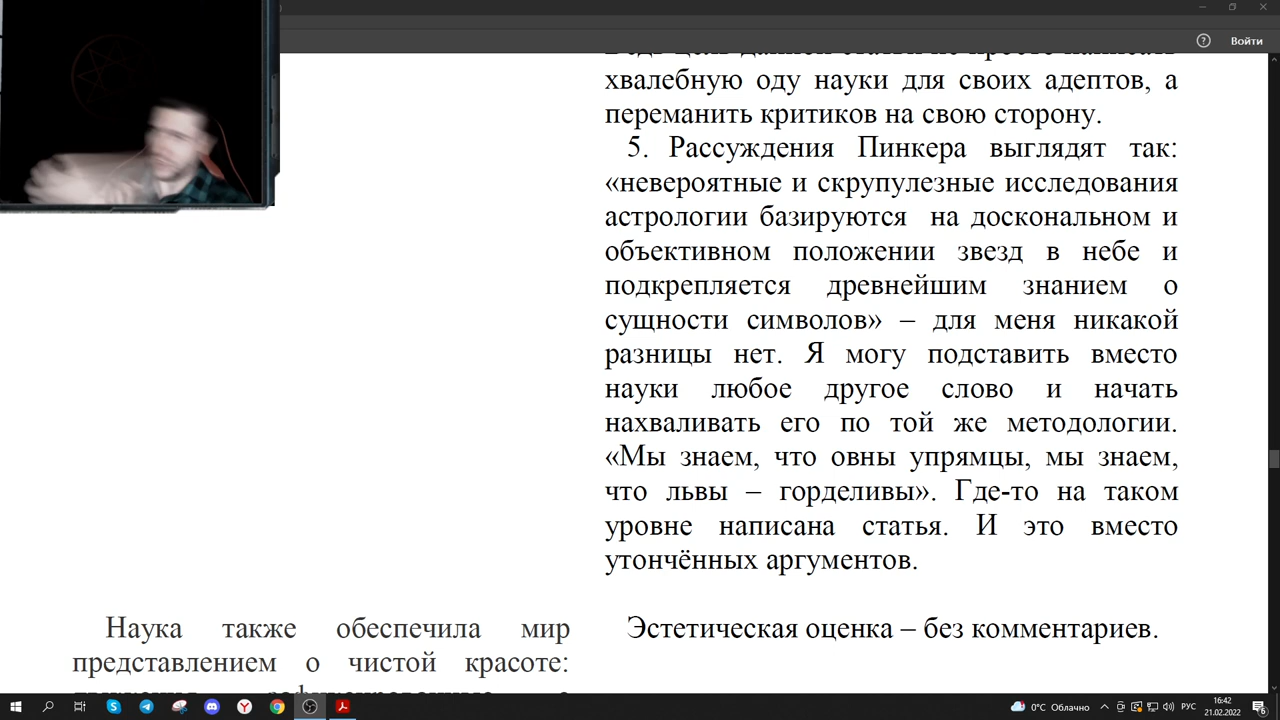 Войти
хвалебную оду науки для своих адептов, а
переманить критиков на свою сторону.
5. Рассуждения Пинкера выглядят так:
«невероятные и скрупулезные исследования
астрологии базируются на доскональном и
объективном положении звезд в небе и
подкрепляется древнейшим знанием о
сущности символов» – для меня никакой
разницы нет. Я могу подставить вместо
науки любое другое слово и начать
нахваливать его по той же методологии.
«Мы знаем, что овны упрямцы, мы знаем,
что львы – горделивы». Где-то на таком
уровне написана статья. И это вместо
утончённых аргументов.
Наука также обеспечила мир
представлением о чистой красоте:
Эстетическая оценка – без комментариев.
0°C Облачно
РУС
16:42
21.02.2022
6